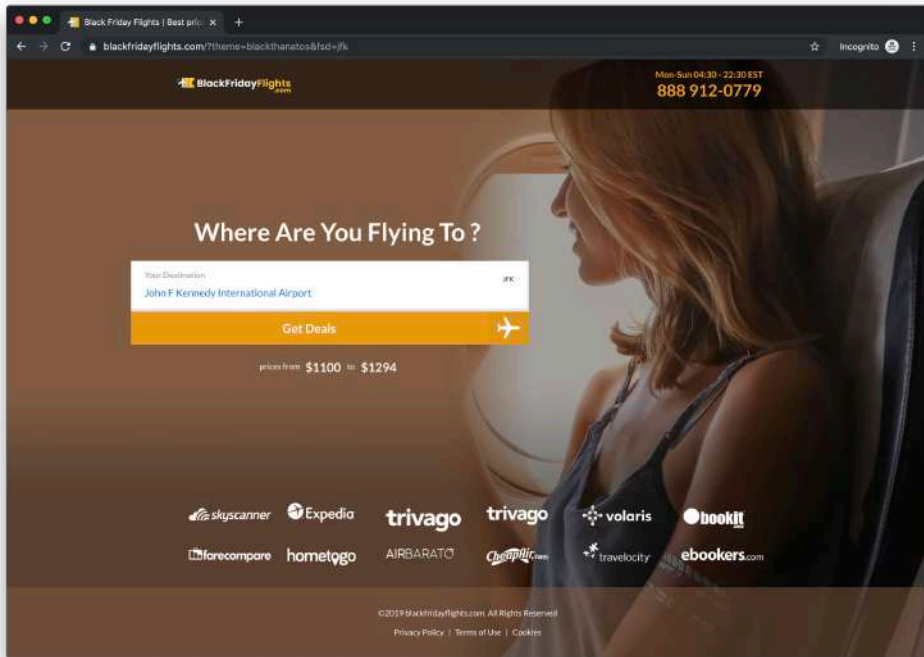 Black Friday Flights | Best pric
blackfridayflights.com/?theme=blackthanatos&fsd=jfk
Incognito
BlackFridayFlights
.com
Mon-Sun 04:30 - 22:30 EST
888 912-0779
Where Are You Flying To ?
Your Destination
JFK
John F Kennedy International Airport
Get Deals
prices from $1100 to $1294
skyscanner Expedia trivago trivago volaris bookit
farecompare hometogo AIRBARATO CheapAir.com travelocity ebookers.com
©2019 blackfridayflights.com. All Rights Reserved
Privacy Policy | Terms of Use | Cookies